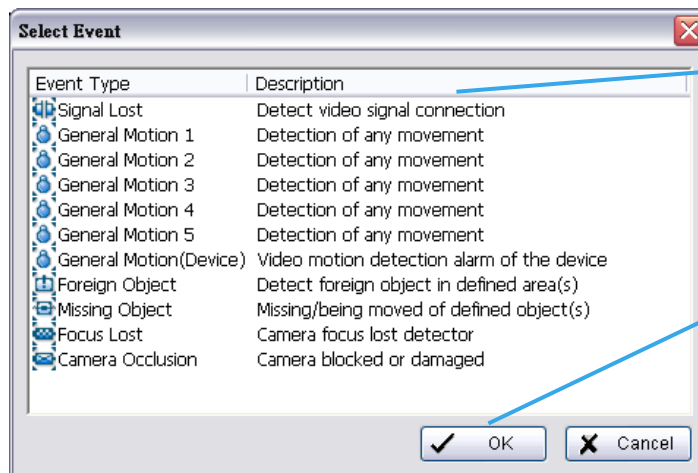 Select Event
Event Type Description
Signal Lost Detect video signal connection
General Motion 1 Detection of any movement
General Motion 2 Detection of any movement
General Motion 3 Detection of any movement
General Motion 4 Detection of any movement
General Motion 5 Detection of any movement
General Motion(Device) Video motion detection alarm of the device
Foreign Object Detect foreign object in defined area(s)
Missing Object Missing/being moved of defined object(s)
Focus Lost Camera focus lost detector
Camera Occlusion Camera blocked or damaged
OK Cancel